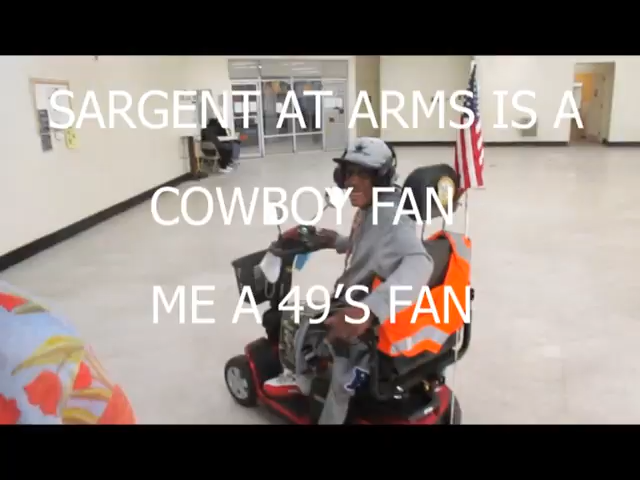 SARGENT AT ARMS IS A
COWBOY FAN
ME A 49'S FAN